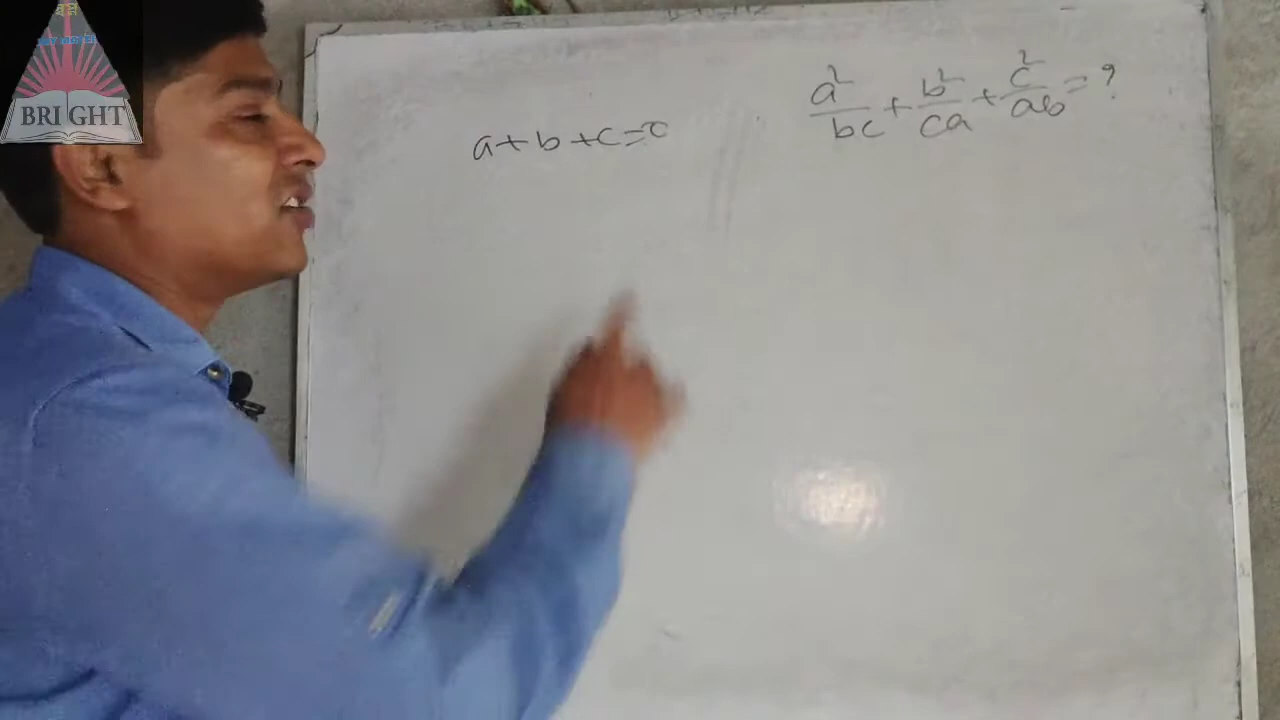 BRIGHT
a+b+c=0
a²/bc + b²/ca + c²/ab = ?